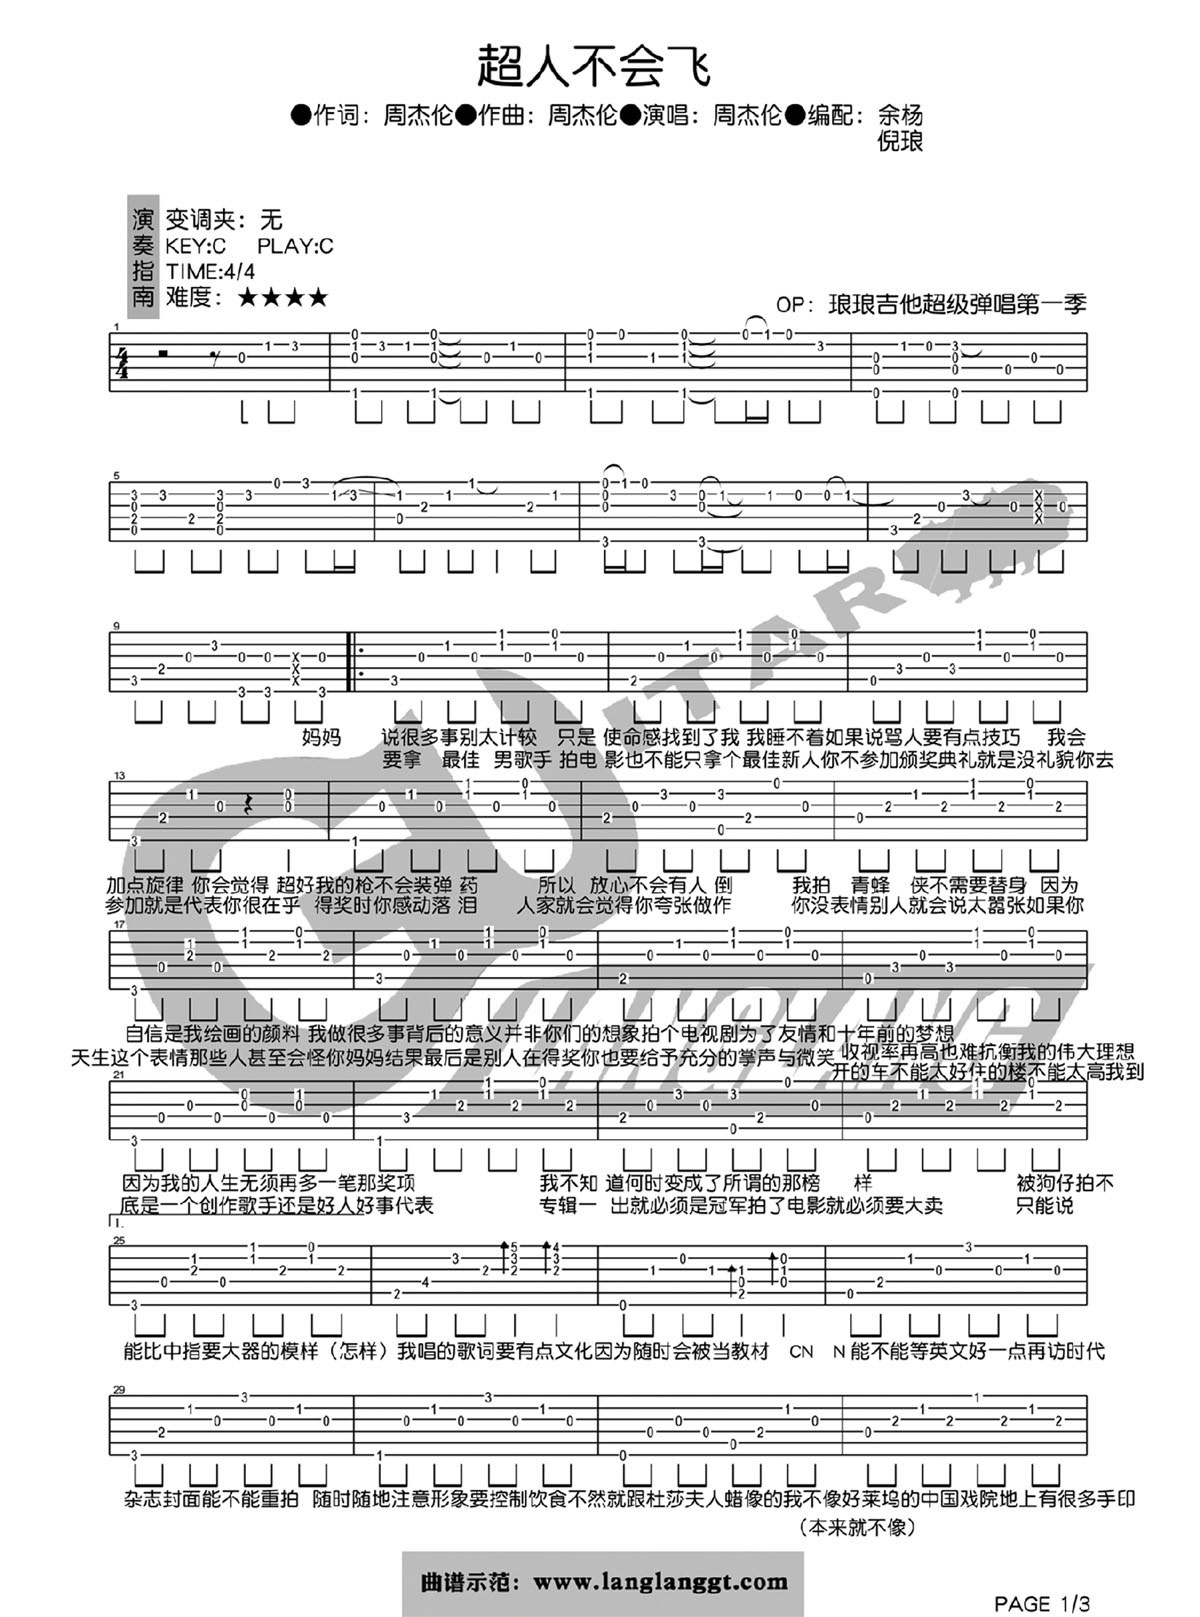 超人不会飞
●作词：周杰伦●作曲：周杰伦●演唱：周杰伦●编配：余杨
倪琅
演奏指南
变调夹：无
KEY:C PLAY:C
TIME:4/4
难度：★★★★
OP：琅琅吉他超级弹唱第一季
妈妈 说很多事别太计较 只是 使命感找到了我 我睡不着如果说骂人要有点技巧 我会
要拿 最佳 男歌手 拍电 影也不能只拿个最佳新人你不参加颁奖典礼就是没礼貌你去
加点旋律 你会觉得 超好我的枪不会装弹 药 所以 放心不会有人 倒 我拍 青蜂 侠不需要替身 因为
参加就是代表你很在乎 得奖时你感动落 泪 人家就会觉得你夸张做作 你没表情别人就会说太嚣张如果你
自信是我绘画的颜料 我做很多事背后的意义并非你们的想象拍个电视剧为了友情和十年前的梦想
天生这个表情那些人甚至会怪你妈妈结果最后是别人在得奖你也要给予充分的掌声与微笑 收视率再高也难抗衡我的伟大理想
开的车不能太好住的楼不能太高我到
因为我的人生无须再多一笔那奖项 我不知 道何时变成了所谓的那榜 样 被狗仔拍不
底是一个创作歌手还是好人好事代表 专辑一 出就必须是冠军拍了电影就必须要大卖 只能说
1.
能比中指要大器的模样（怎样）我唱的歌词要有点文化因为随时会被当教材 CN N 能不能等英文好一点再访时代
杂志封面能不能重拍 随时随地注意形象要控制饮食不然就跟杜莎夫人蜡像的我不像好莱坞的中国戏院地上有很多手印
（本来就不像）
GUITAR
LANGLANG
曲谱示范：www.langlanggt.com
PAGE 1/3